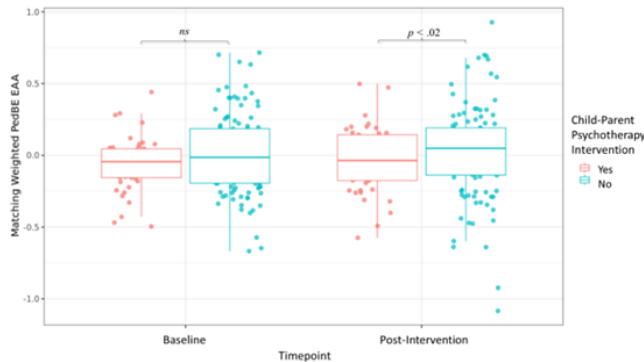 1.0
ns
p < .02
0.5
0.0
-0.5
-1.0
Matching Weighted PedBE EAA
Baseline
Post-Intervention
Timepoint
Child-Parent
Psychotherapy
Intervention
Yes
No